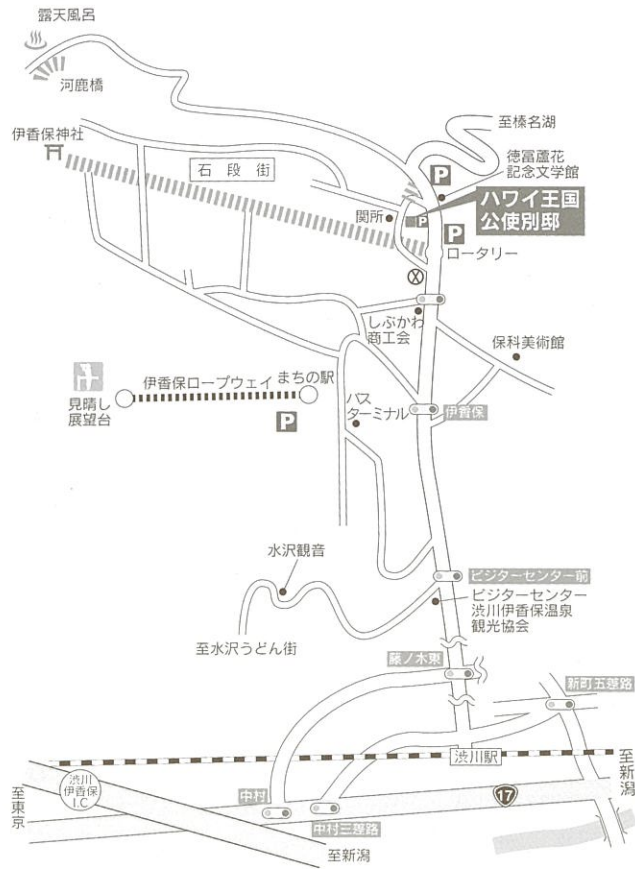 露天風呂
河鹿橋
伊香保神社
石段街
至榛名湖
徳冨蘆花
記念文学館
P
ハワイ王国
公使別邸
関所
P
P
ロータリー
しぶかわ
商工会
保科美術館
伊香保ロープウェイ
まちの駅
見晴し
展望台
P
バス
ターミナル
伊香保
水沢観音
ビジターセンター前
ビジターセンター
渋川伊香保温泉
観光協会
至水沢うどん街
藤ノ木東
新町五差路
渋川駅
至新潟
渋川
伊香保
I.C
至東京
中村
17
中村三差路
至新潟